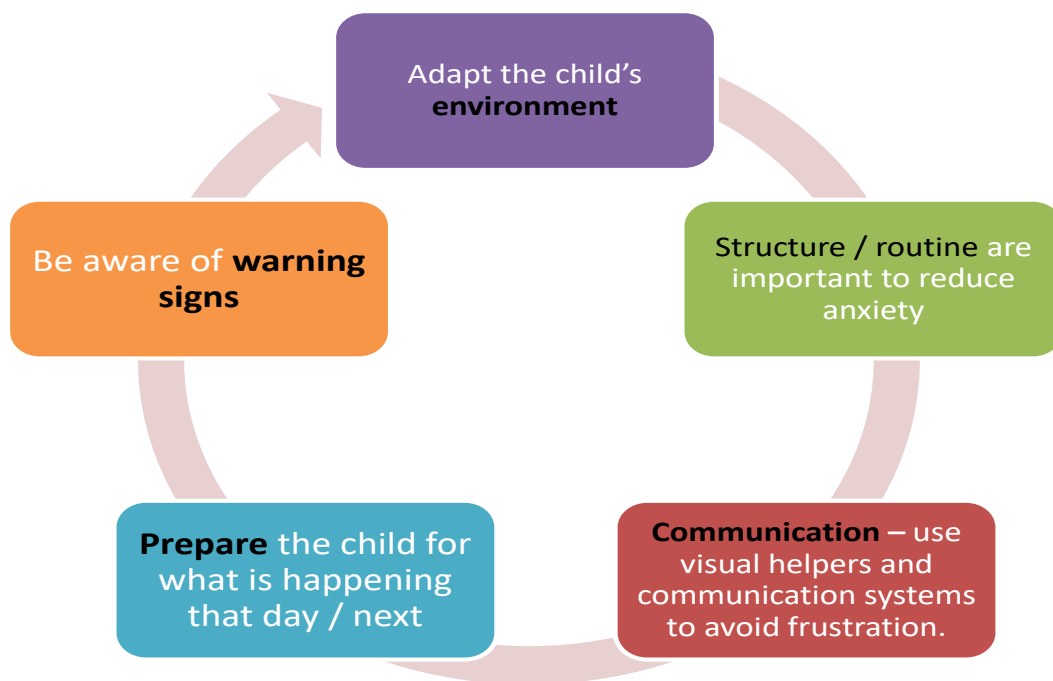 Adapt the child’s
environment
Structure / routine are
important to reduce
anxiety
Communication – use
visual helpers and
communication systems
to avoid frustration.
Prepare the child for
what is happening
that day / next
Be aware of warning
signs